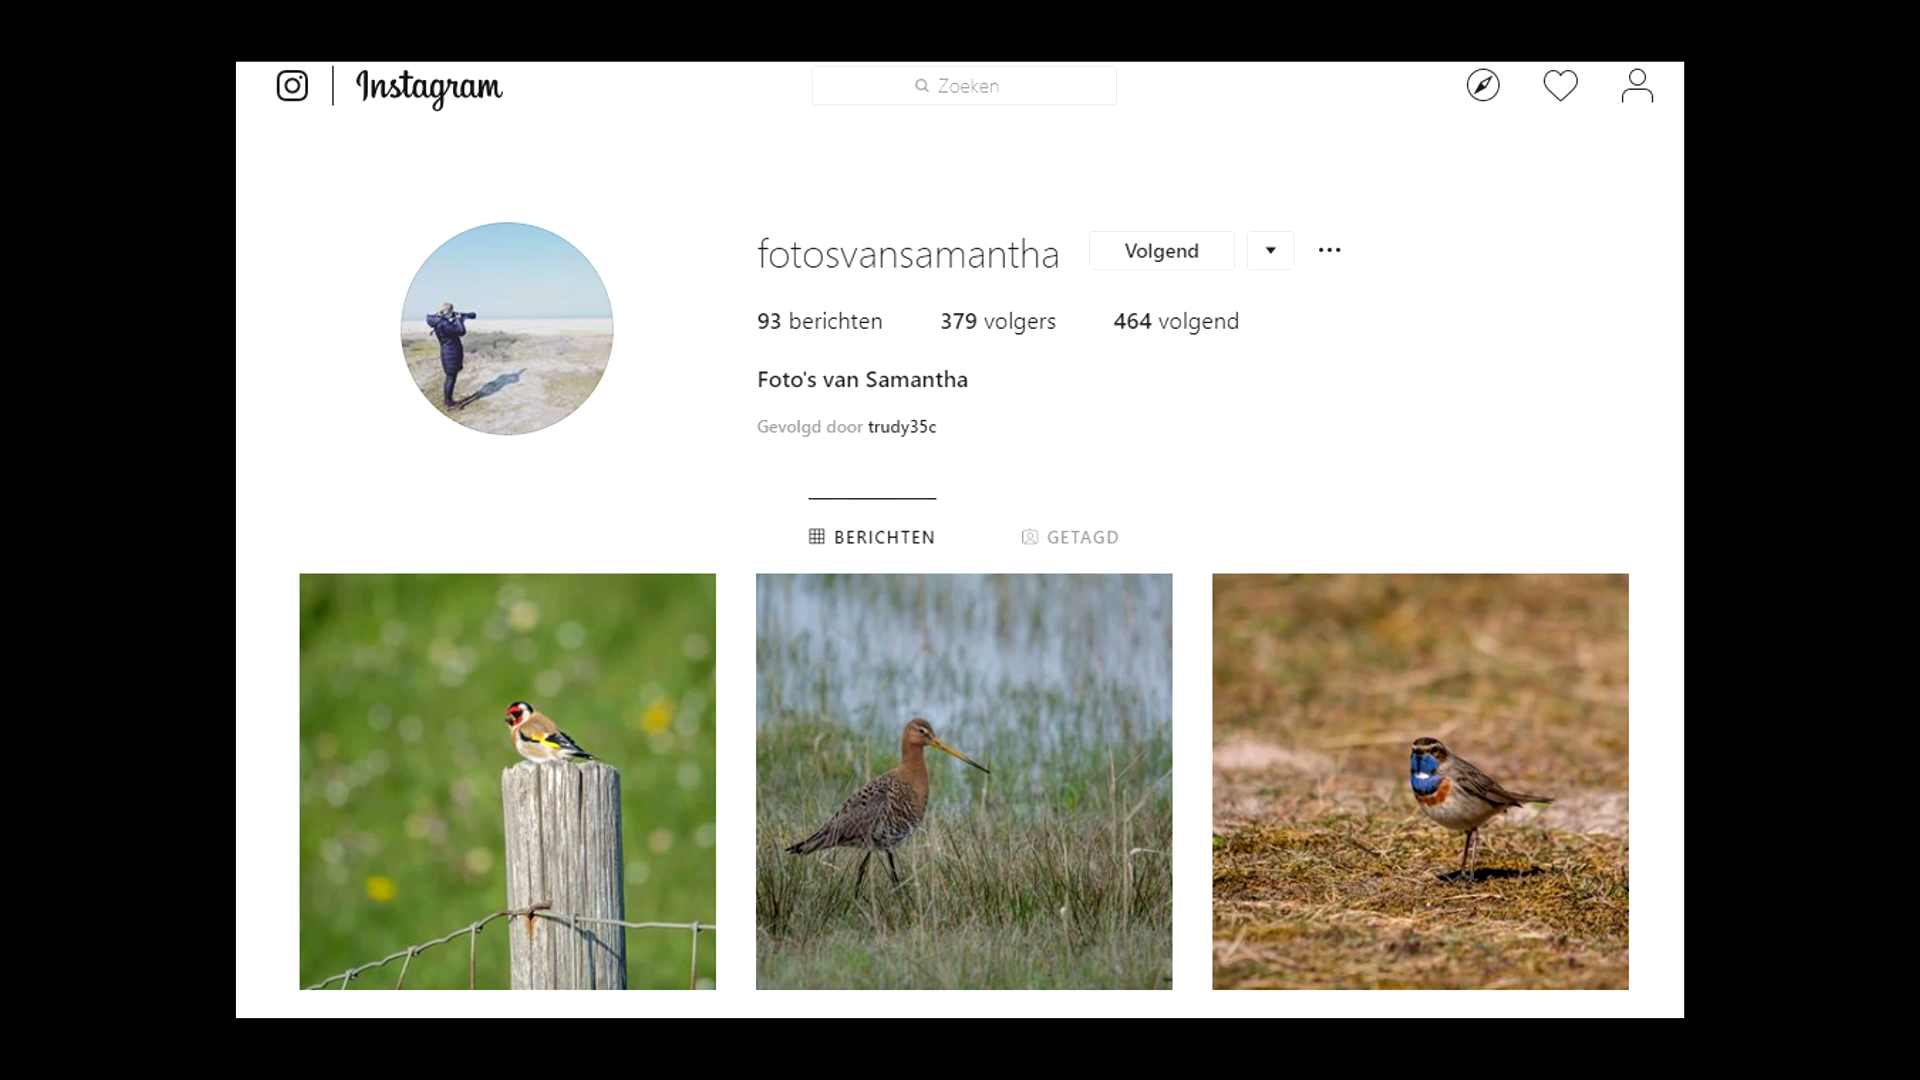 Instagram
Zoeken
fotosvansamantha Volgend
93 berichten 379 volgers 464 volgend
Foto's van Samantha
Gevolgd door trudy35c
BERICHTEN GETAGD